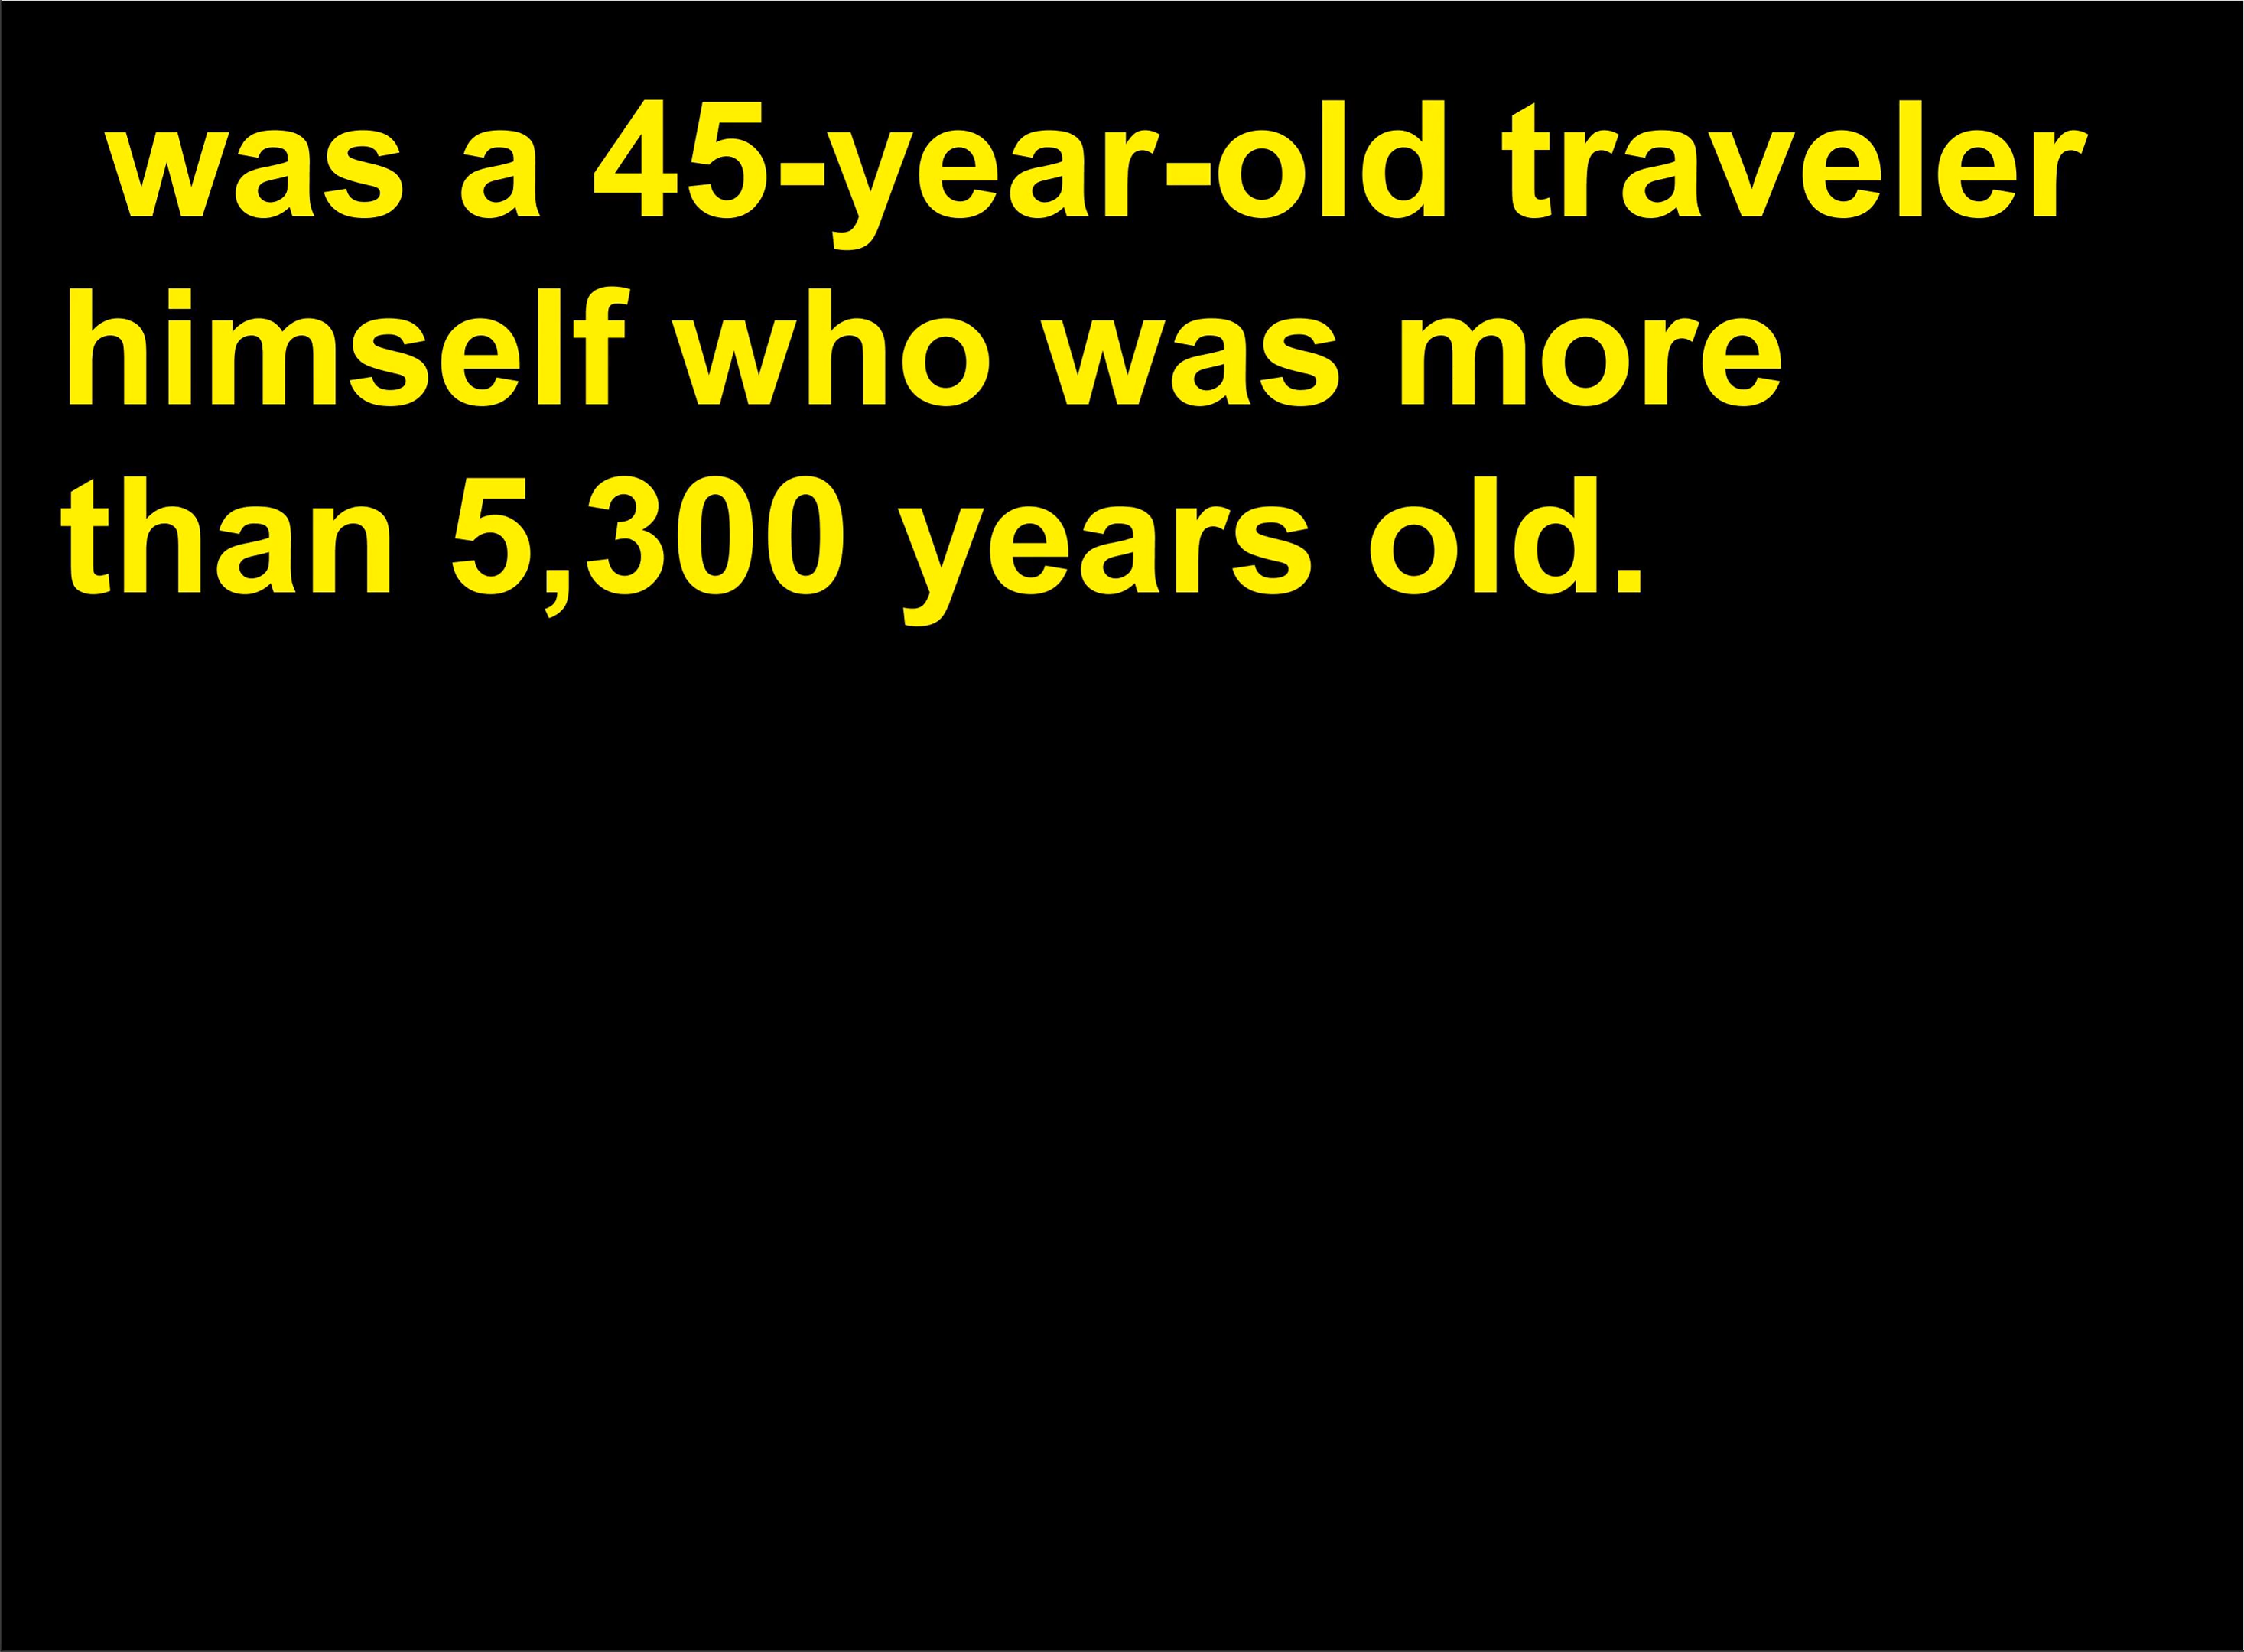 was a 45-year-old traveler
himself who was more
than 5,300 years old.